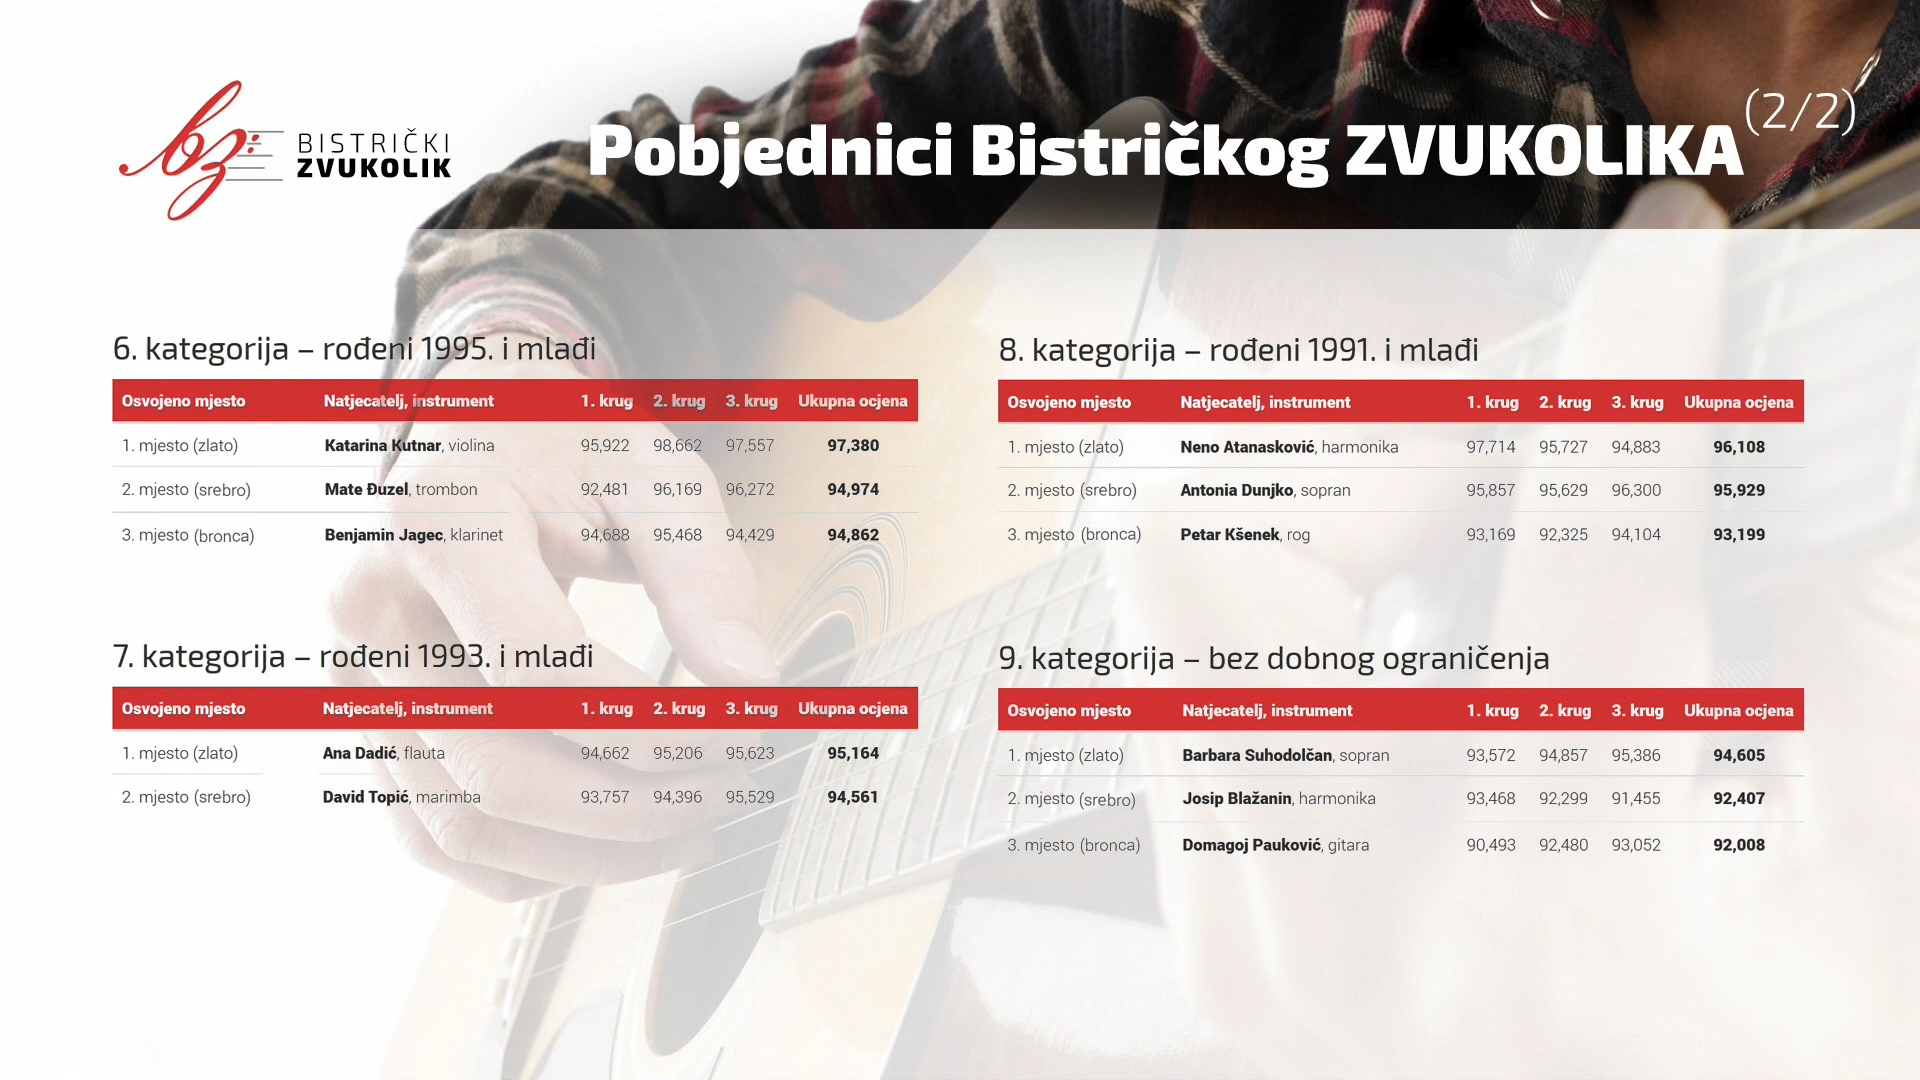 BISTRIČKI
ZVUKOLIK
Pobjednici Bistričkog ZVUKOLIKA (2/2)
6. kategorija – rođeni 1995. i mlađi
Osvojeno mjesto Natjecatelj, instrument 1. krug 2. krug 3. krug Ukupna ocjena
1. mjesto (zlato) Katarina Kutnar, violina 95,922 98,662 97,557 97,380
2. mjesto (srebro) Mate Đuzel, trombon 92,481 96,169 96,272 94,974
3. mjesto (bronca) Benjamin Jagec, klarinet 94,688 95,468 94,429 94,862
7. kategorija – rođeni 1993. i mlađi
Osvojeno mjesto Natjecatelj, instrument 1. krug 2. krug 3. krug Ukupna ocjena
1. mjesto (zlato) Ana Dadić, flauta 94,662 95,206 95,623 95,164
2. mjesto (srebro) David Topić, marimba 93,757 94,396 95,529 94,561
8. kategorija – rođeni 1991. i mlađi
Osvojeno mjesto Natjecatelj, instrument 1. krug 2. krug 3. krug Ukupna ocjena
1. mjesto (zlato) Neno Atanasković, harmonika 97,714 95,727 94,883 96,108
2. mjesto (srebro) Antonia Dunjko, sopran 95,857 95,629 96,300 95,929
3. mjesto (bronca) Petar Kšenek, rog 93,169 92,325 94,104 93,199
9. kategorija – bez dobnog ograničenja
Osvojeno mjesto Natjecatelj, instrument 1. krug 2. krug 3. krug Ukupna ocjena
1. mjesto (zlato) Barbara Suhodolčan, sopran 93,572 94,857 95,386 94,605
2. mjesto (srebro) Josip Blažanin, harmonika 93,468 92,299 91,455 92,407
3. mjesto (bronca) Domagoj Pauković, gitara 90,493 92,480 93,052 92,008